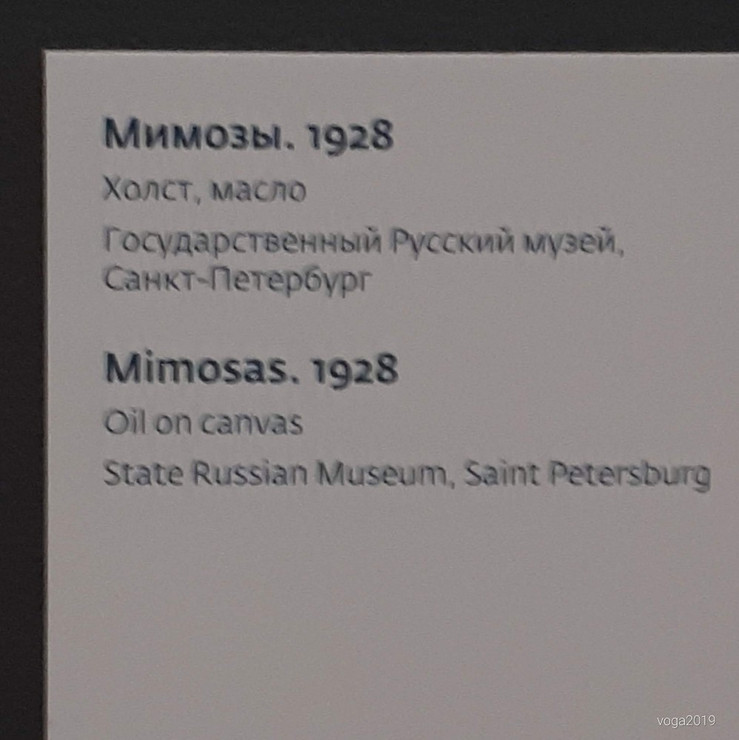 Мимозы. 1928
Холст, масло
Государственный Русский музей,
Санкт-Петербург
Mimosas. 1928
Oil on canvas
State Russian Museum, Saint Petersburg
voga2019